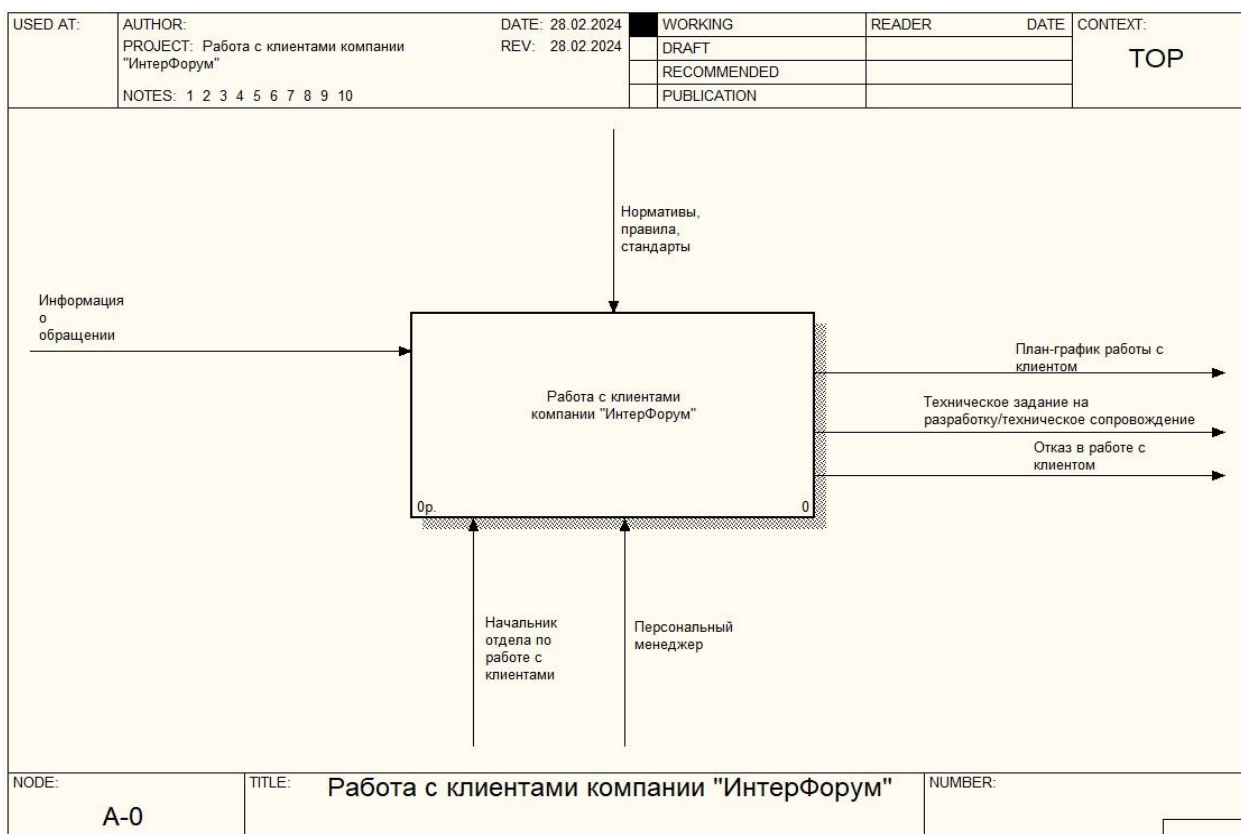 USED AT:
AUTHOR:
DATE: 28.02.2024
PROJECT: Работа с клиентами компании
"ИнтерФорум"
REV: 28.02.2024
NOTES: 1 2 3 4 5 6 7 8 9 10
WORKING
DRAFT
RECOMMENDED
PUBLICATION
READER
DATE
CONTEXT:
TOP
Нормативы,
правила,
стандарты
Информация
о
обращении
Работа с клиентами
компании "ИнтерФорум"
0р.
0
План-график работы с
клиентом
Техническое задание на
разработку/техническое сопровождение
Отказ в работе с
клиентом
Начальник
отдела по
работе с
клиентами
Персональный
менеджер
NODE:
A-0
TITLE:
Работа с клиентами компании "ИнтерФорум"
NUMBER: